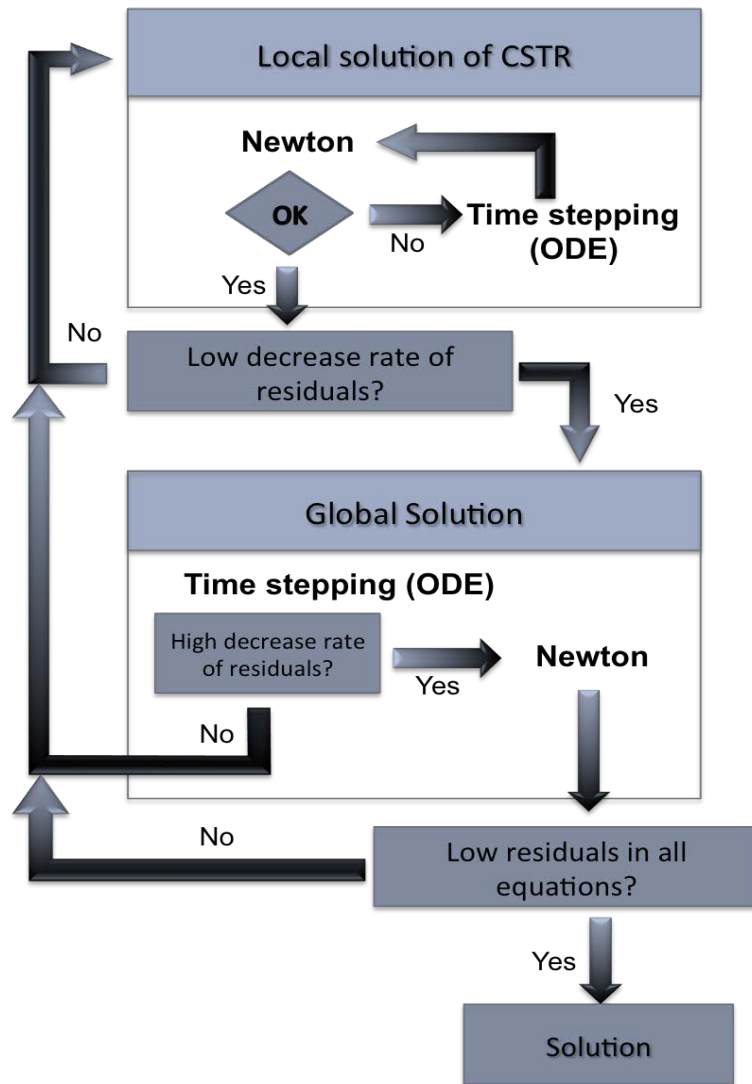 Local solution of CSTR
Newton
OK
No
Time stepping
(ODE)
Yes
No
Low decrease rate of
residuals?
Yes
Global Solution
Time stepping (ODE)
High decrease rate
of residuals?
Yes
Newton
No
No
Low residuals in all
equations?
Yes
Solution